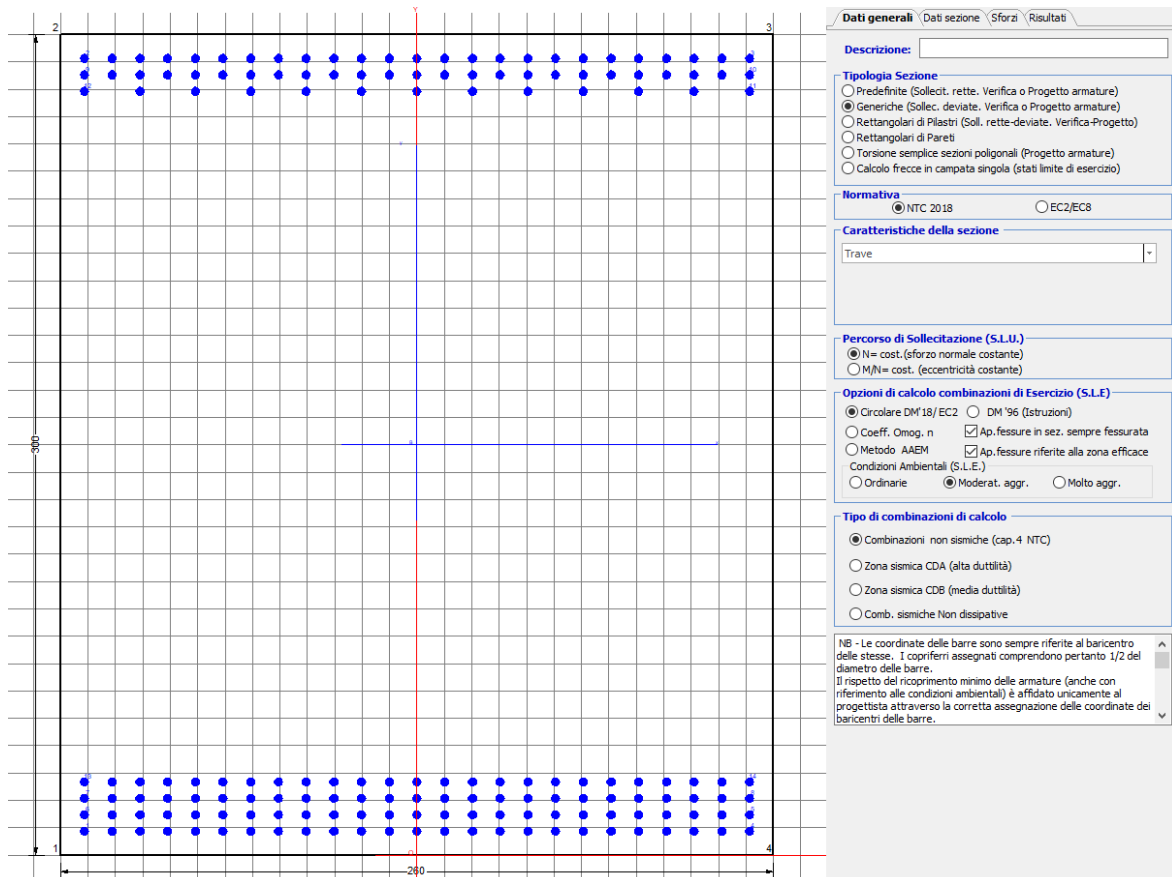 Y
2
3
300
1
4
O
260
Dati generali Dati sezione Sforzi Risultati
Descrizione:
Tipologia Sezione
Predefinite (Sollecit. rette. Verifica o Progetto armature)
Generiche (Sollec. deviate. Verifica o Progetto armature)
Rettangolari di Pilastri (Soll. rette-deviate. Verifica-Progetto)
Rettangolari di Pareti
Torsione semplice sezioni poligonali (Progetto armature)
Calcolo frecce in campata singola (stati limite di esercizio)
Normativa
NTC 2018 EC2/EC8
Caratteristiche della sezione
Trave
Percorso di Sollecitazione (S.L.U.)
N= cost.(sforzo normale costante)
M/N= cost. (eccentricità costante)
Opzioni di calcolo combinazioni di Esercizio (S.L.E)
Circolare DM'18/ EC2 DM '96 (Istruzioni)
Coeff. Omog. n Ap.fessure in sez. sempre fessurata
Metodo AAEM Ap.fessure riferite alla zona efficace
Condizioni Ambientali (S.L.E.)
Ordinarie Moderat. aggr. Molto aggr.
Tipo di combinazioni di calcolo
Combinazioni non sismiche (cap.4 NTC)
Zona sismica CDA (alta duttilità)
Zona sismica CDB (media duttilità)
Comb. sismiche Non dissipative
NB - Le coordinate delle barre sono sempre riferite al baricentro
delle stesse. I copriferri assegnati comprendono pertanto 1/2 del
diametro delle barre.
Il rispetto del ricoprimento minimo delle armature (anche con
riferimento alle condizioni ambientali) è affidato unicamente al
progettista attraverso la corretta assegnazione delle coordinate dei
baricentri delle barre.